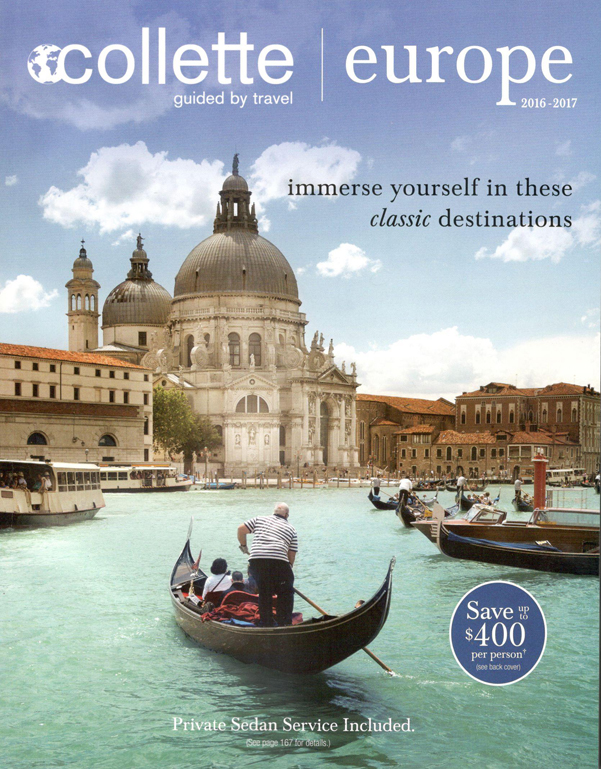 collette
guided by travel
europe
2016-2017
immerse yourself in these
classic destinations
Save up to
$400
per person†
(see back cover)
Private Sedan Service Included.
(See page 167 for details.)